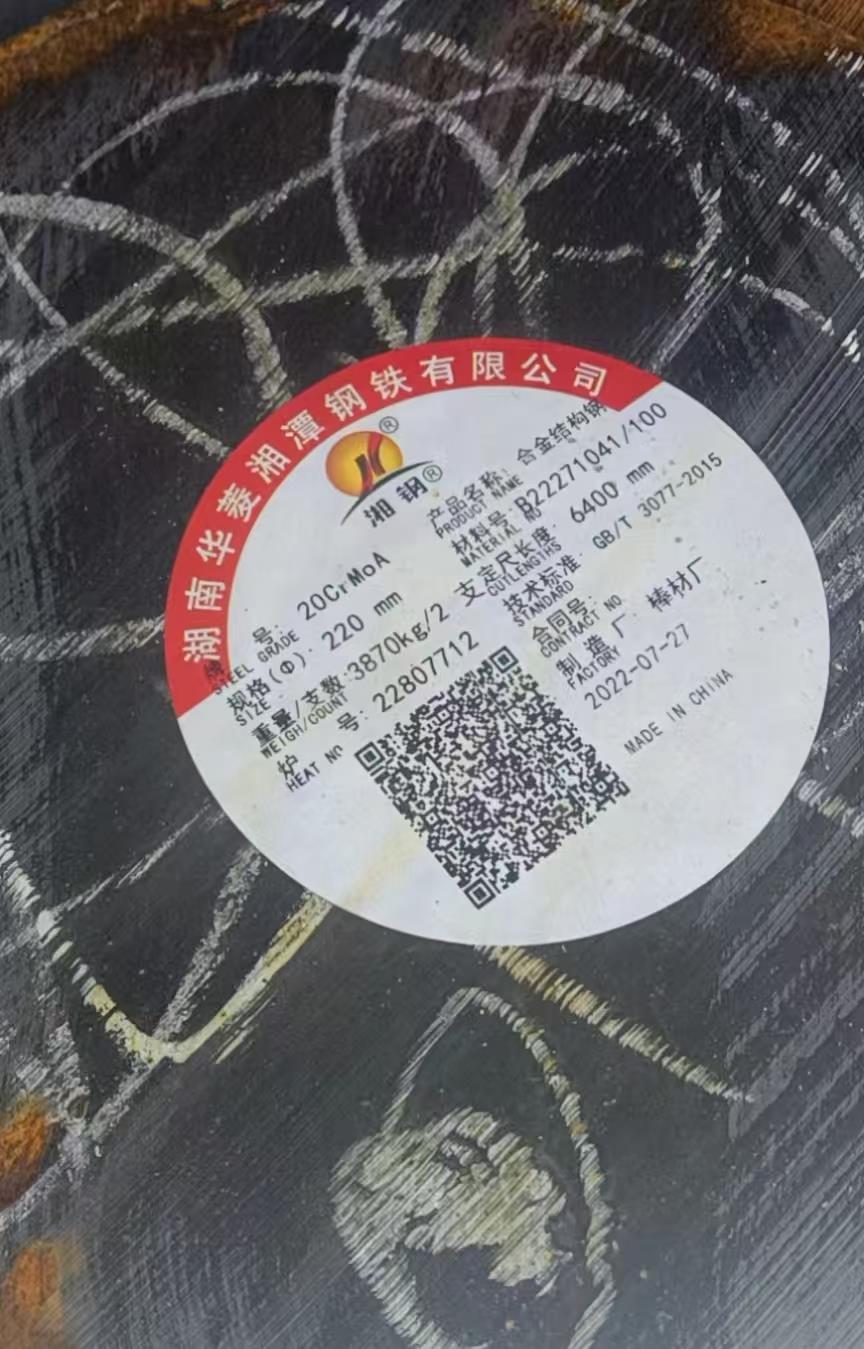 湖南华菱湘潭钢铁有限公司
®
湘钢®
产品名称: 合金结构钢
PRODUCT NAME
材料号: B22271041/100
MATERIAL NO
支定尺长度: 6400 mm
CUTLENGTHS
技术标准: GB/T 3077-2015
STANDARD
合同号:
CONTRACT NO
制造厂: 棒材厂
FACTORY
2022-07-27
MADE IN CHINA
号: 20CrMoA
STEEL GRADE
规格(Φ): 220 mm
SIZE
重量/支数:3870kg/2
WEIGH/COUNT
炉号: 22807712
HEAT NO